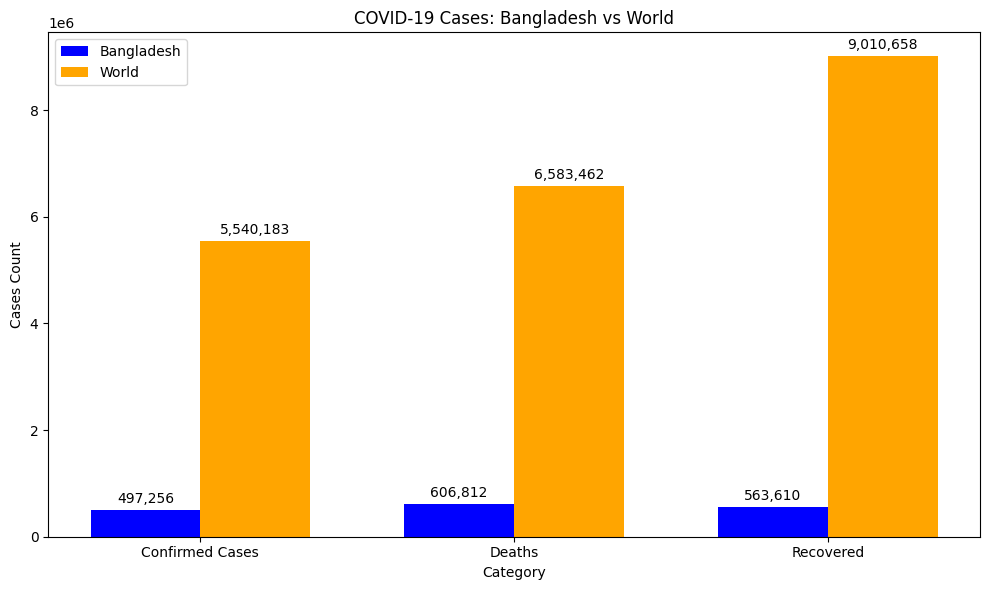 COVID-19 Cases: Bangladesh vs World
1e6
Bangladesh
World
Cases Count
8
6
4
2
0
497,256
5,540,183
606,812
6,583,462
563,610
9,010,658
Confirmed Cases
Deaths
Recovered
Category